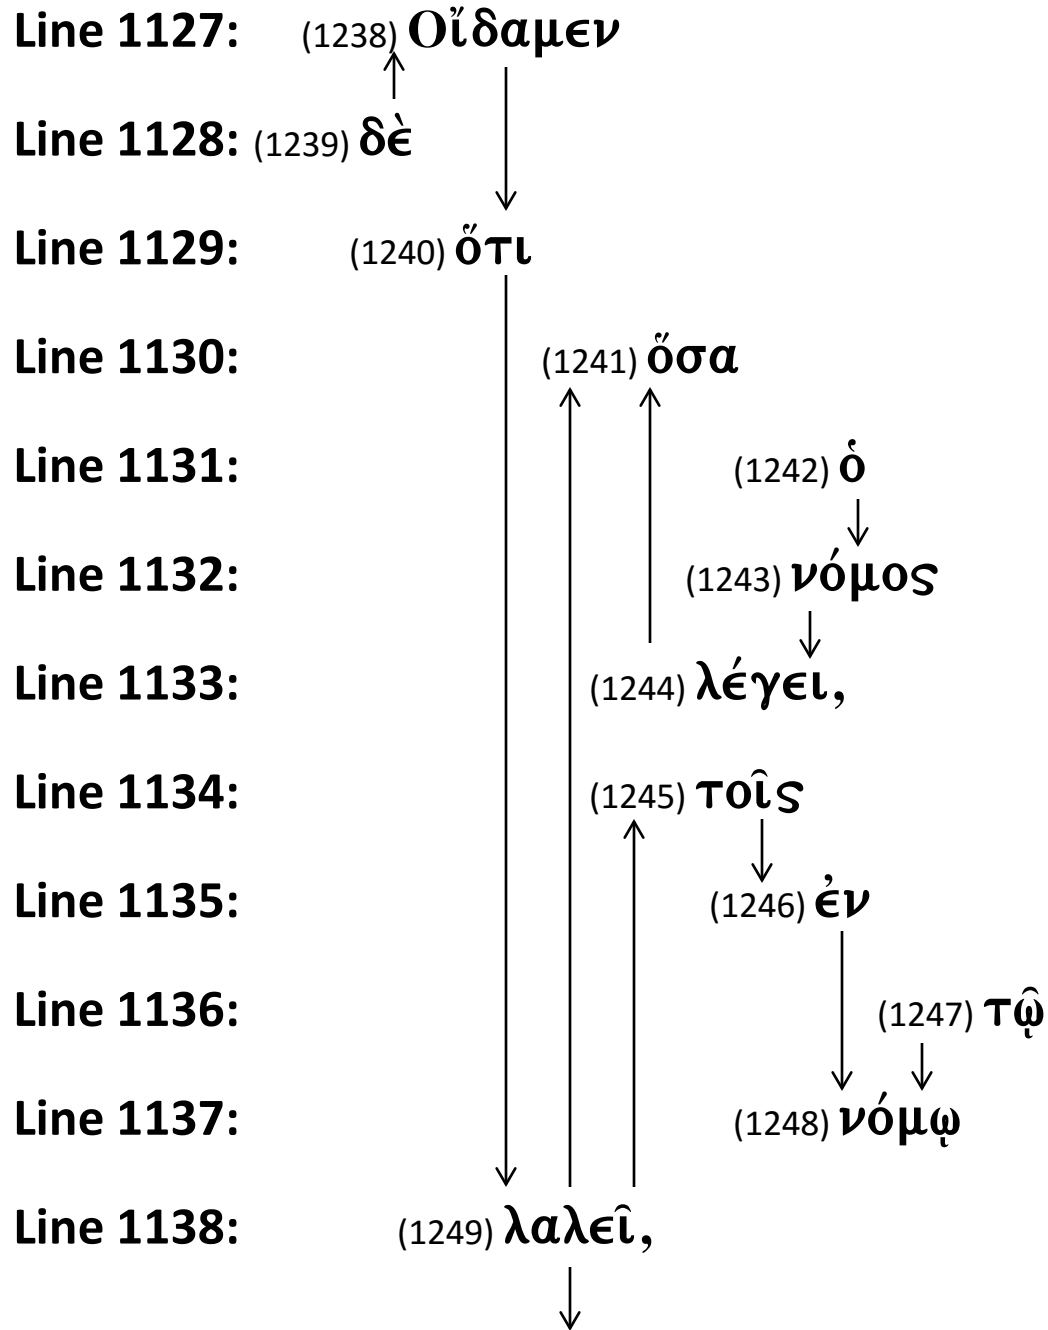 Line 1127: (1238) Οἴδαμεν
Line 1128: (1239) δὲ
Line 1129: (1240) ὅτι
Line 1130: (1241) ὅσα
Line 1131: (1242) ὁ
Line 1132: (1243) νόμος
Line 1133: (1244) λέγει,
Line 1134: (1245) τοῖς
Line 1135: (1246) ἐν
Line 1136: (1247) τῷ
Line 1137: (1248) νόμῳ
Line 1138: (1249) λαλεῖ,